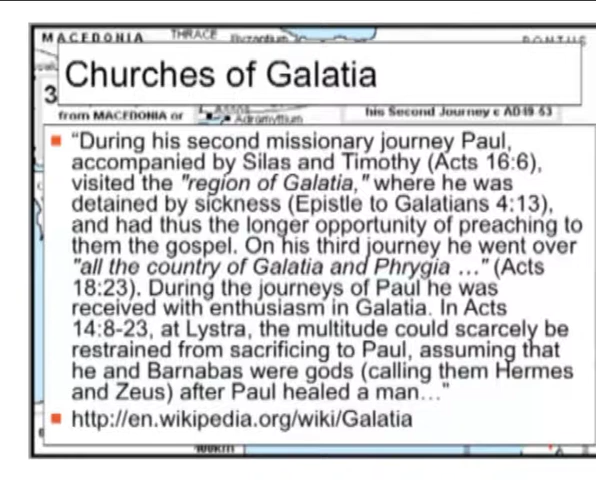 MACEDONIA THRACE Byzantium PONTUS
Churches of Galatia
3
from MACEDONIA or Adramyttium his Second Journey c AD49-53
"During his second missionary journey Paul,
accompanied by Silas and Timothy (Acts 16:6),
visited the "region of Galatia," where he was
detained by sickness (Epistle to Galatians 4:13),
and had thus the longer opportunity of preaching to
them the gospel. On his third journey he went over
"all the country of Galatia and Phrygia ..." (Acts
18:23). During the journeys of Paul he was
received with enthusiasm in Galatia. In Acts
14:8-23, at Lystra, the multitude could scarcely be
restrained from sacrificing to Paul, assuming that
he and Barnabas were gods (calling them Hermes
and Zeus) after Paul healed a man..."
http://en.wikipedia.org/wiki/Galatia